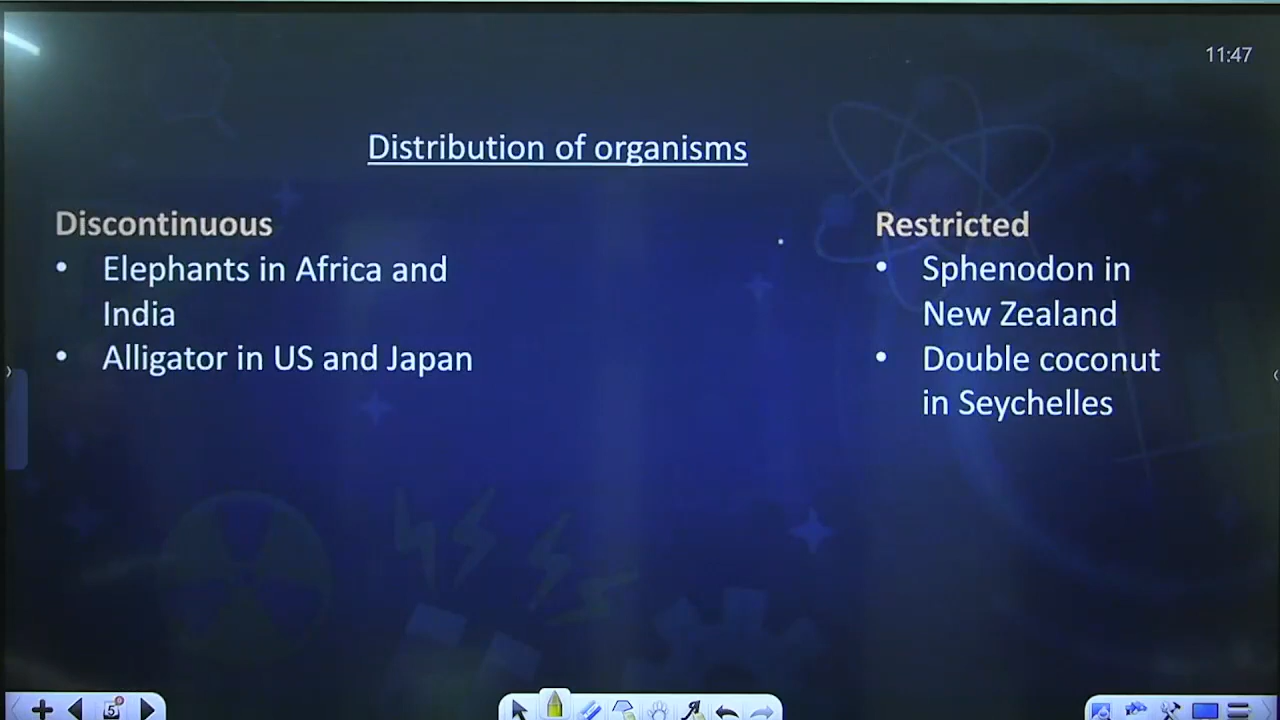 11:47
Distribution of organisms
Discontinuous
• Elephants in Africa and
India
• Alligator in US and Japan
Restricted
• Sphenodon in
New Zealand
• Double coconut
in Seychelles
5